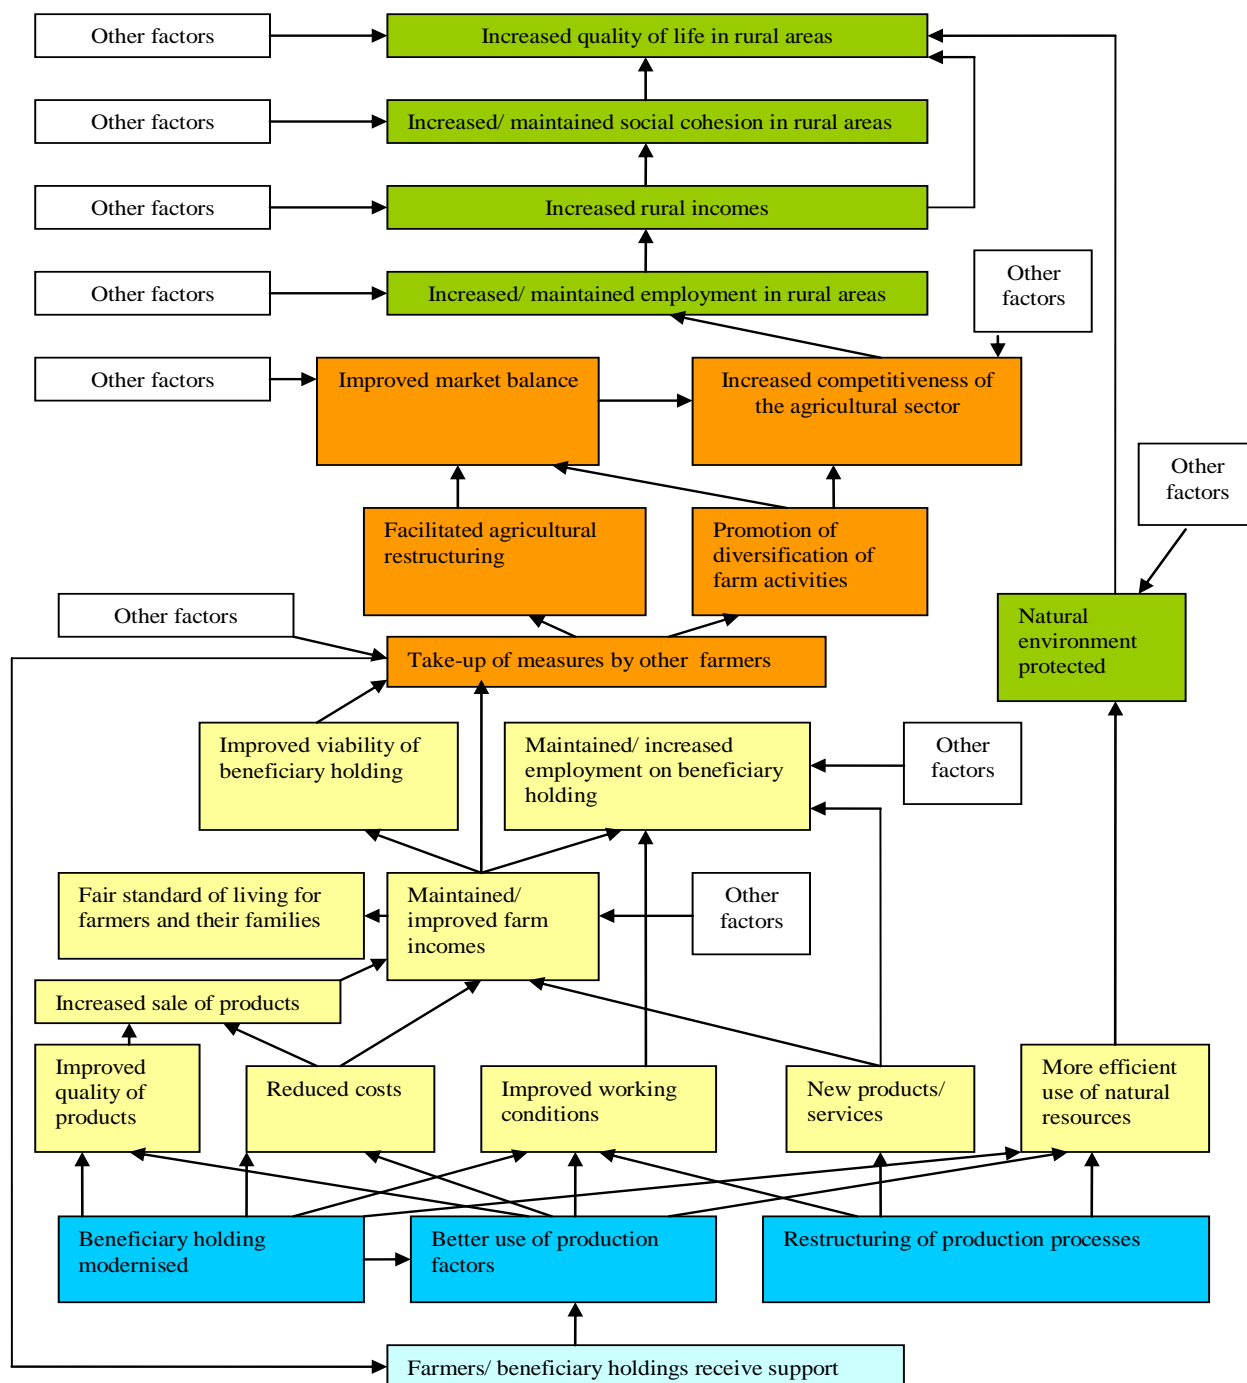 Other factors
Increased quality of life in rural areas
Other factors
Increased/ maintained social cohesion in rural areas
Other factors
Increased rural incomes
Other
factors
Other factors
Increased/ maintained employment in rural areas
Other factors
Improved market balance
Increased competitiveness of
the agricultural sector
Other
factors
Facilitated agricultural
restructuring
Promotion of
diversification of
farm activities
Other factors
Natural
environment
protected
Take-up of measures by other  farmers
Improved viability of
beneficiary holding
Maintained/ increased
employment on beneficiary
holding
Other
factors
Fair standard of living for
farmers and their families
Maintained/
improved farm
incomes
Other
factors
Increased sale of products
Improved
quality of
products
Reduced costs
Improved working
conditions
New products/
services
More efficient
use of natural
resources
Beneficiary holding
modernised
Better use of production
factors
Restructuring of production processes
Farmers/ beneficiary holdings receive support